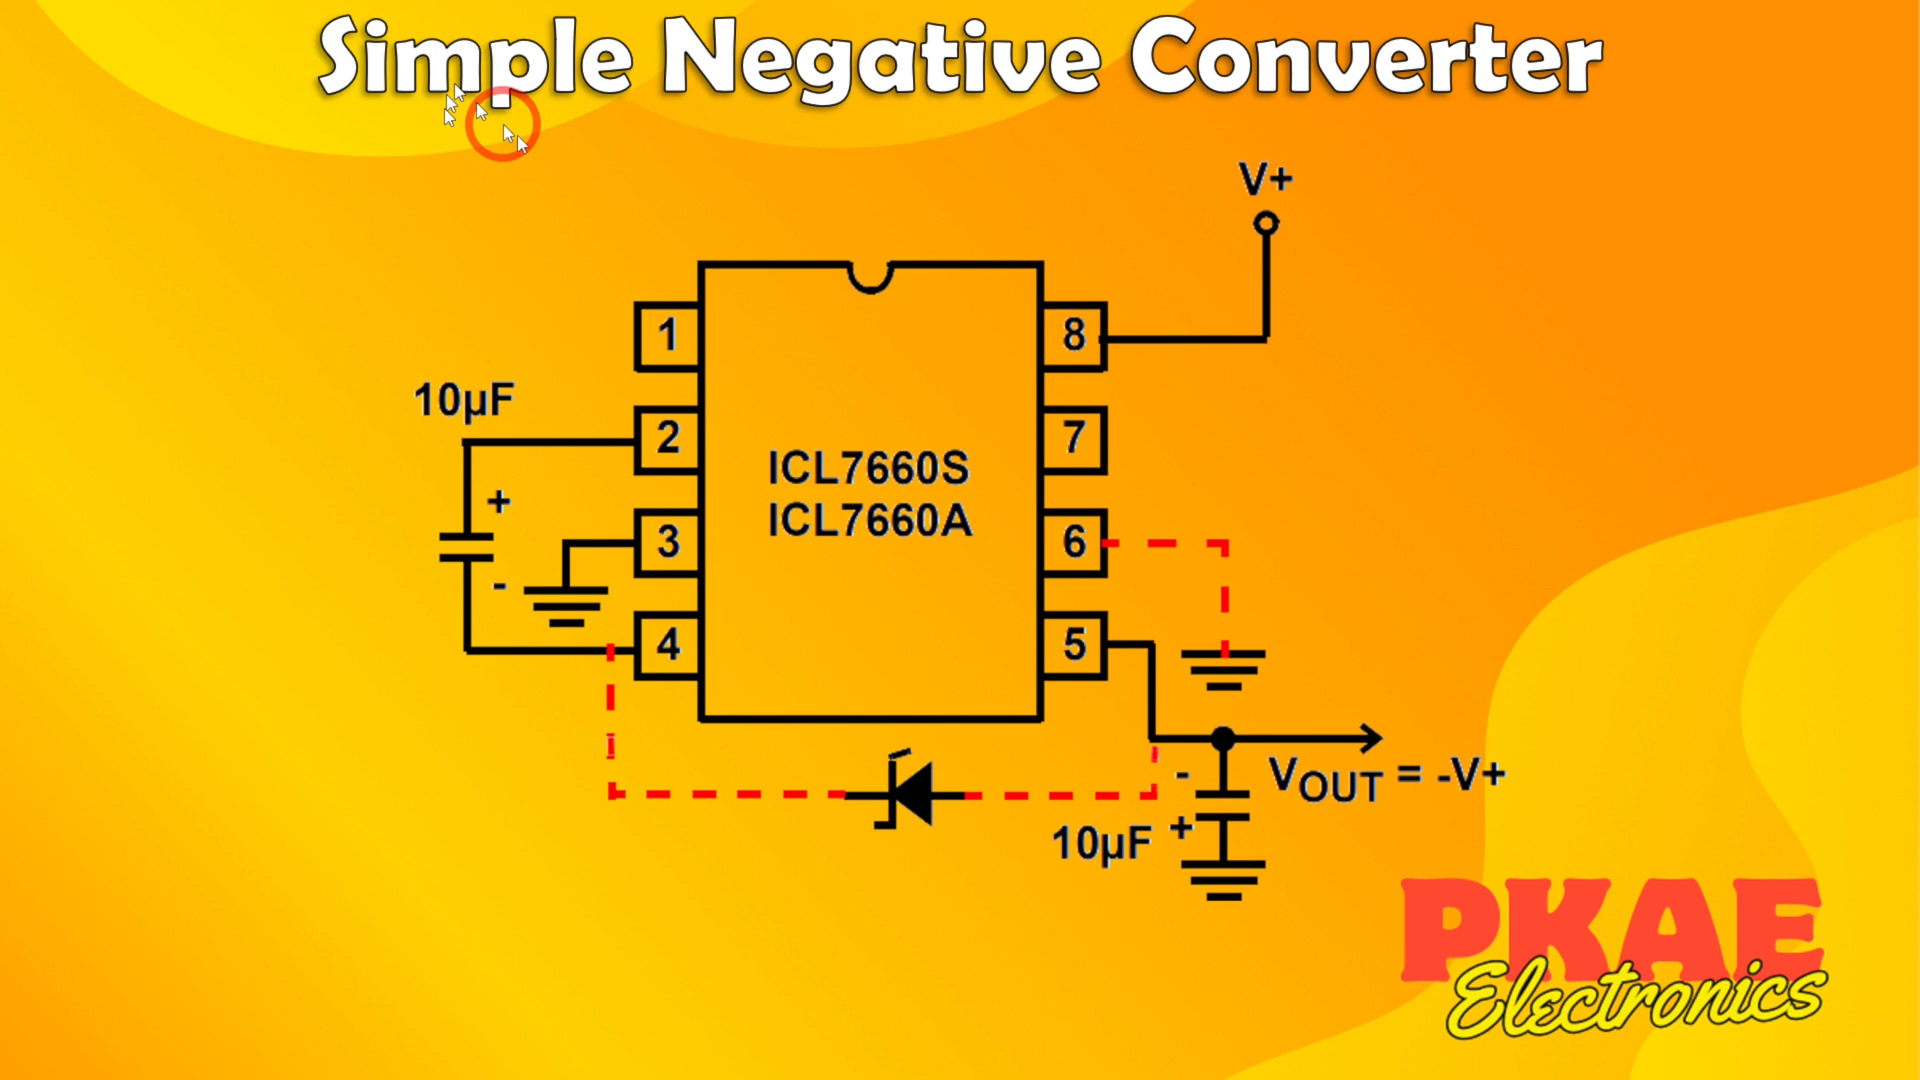 Simple Negative Converter
V+
1
8
10µF
2
7
+
ICL7660S
ICL7660A
3
6
-
4
5
-
VOUT = -V+
10µF
+
PKAE
Electronics